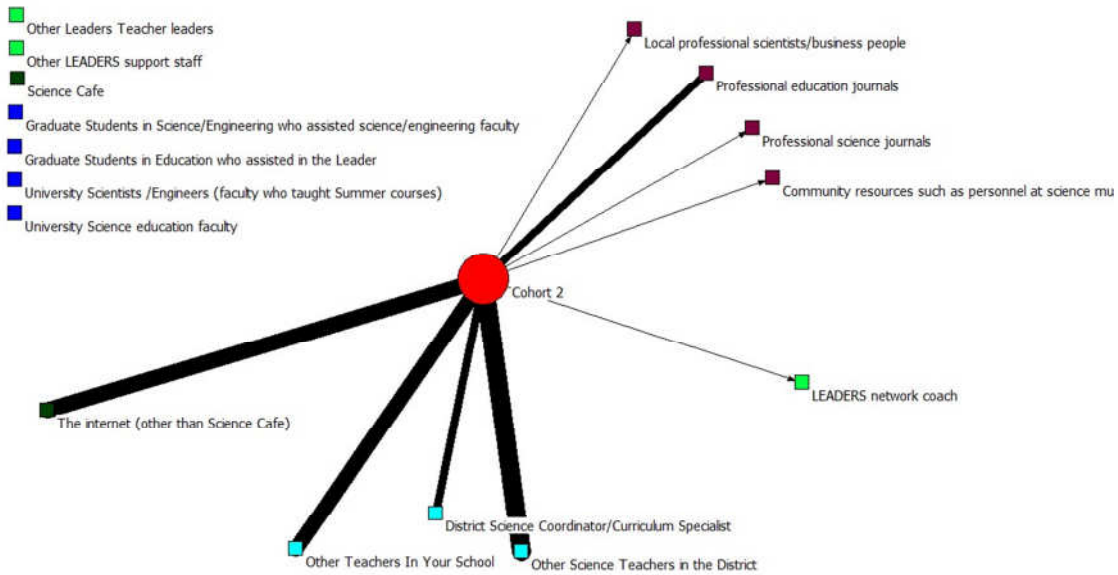 Other Leaders Teacher leaders
Other LEADERS support staff
Science Cafe
Graduate Students in Science/Engineering who assisted science/engineering faculty
Graduate Students in Education who assisted in the Leader
University Scientists /Engineers (faculty who taught Summer courses)
University Science education faculty
Local professional scientists/business people
Professional education journals
Professional science journals
Community resources such as personnel at science mu
Cohort 2
LEADERS network coach
The internet (other than Science Cafe)
District Science Coordinator/Curriculum Specialist
Other Teachers In Your School
Other Science Teachers in the District